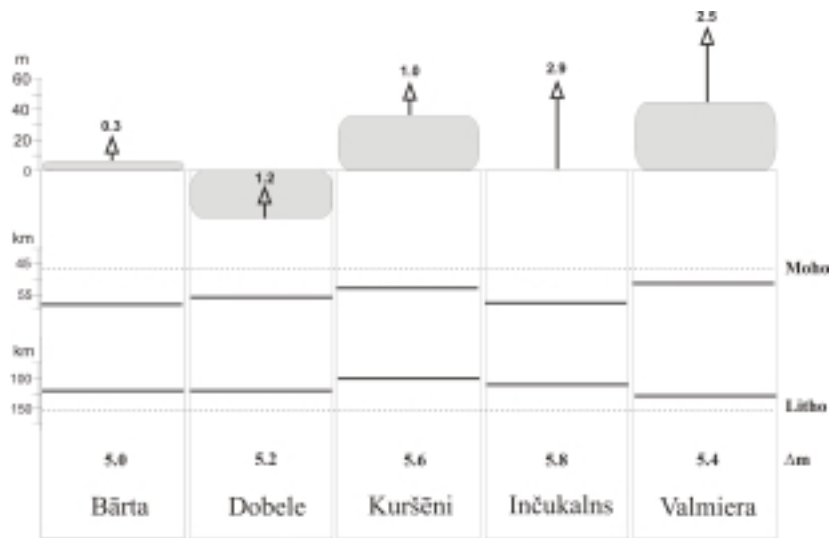 2.5
m
60
1.0
2.9
40
0.3
20
1.2
0
km
45
Moho
55
km
100
150
Litho
5.0 5.2 5.6 5.8 5.4 Δm
Bārta Dobele Kuršēni Inčukalns Valmiera